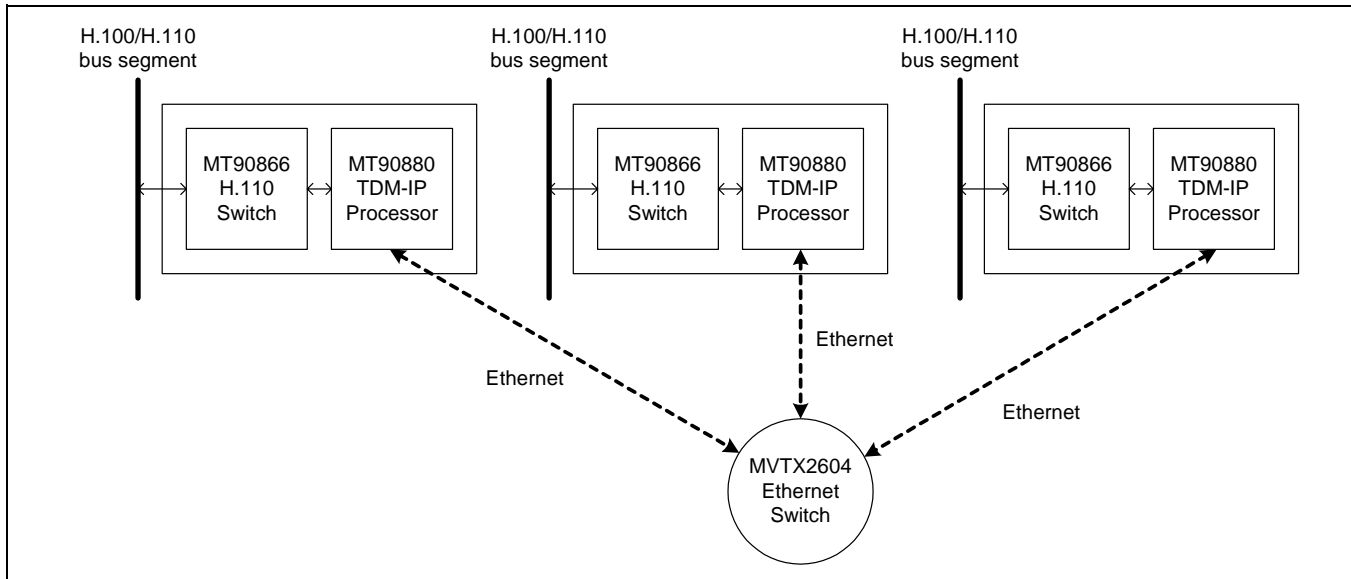 H.100/H.110
bus segment
H.100/H.110
bus segment
H.100/H.110
bus segment
MT90866
H.110
Switch
MT90880
TDM-IP
Processor
MT90866
H.110
Switch
MT90880
TDM-IP
Processor
MT90866
H.110
Switch
MT90880
TDM-IP
Processor
Ethernet
Ethernet
Ethernet
MVTX2604
Ethernet
Switch